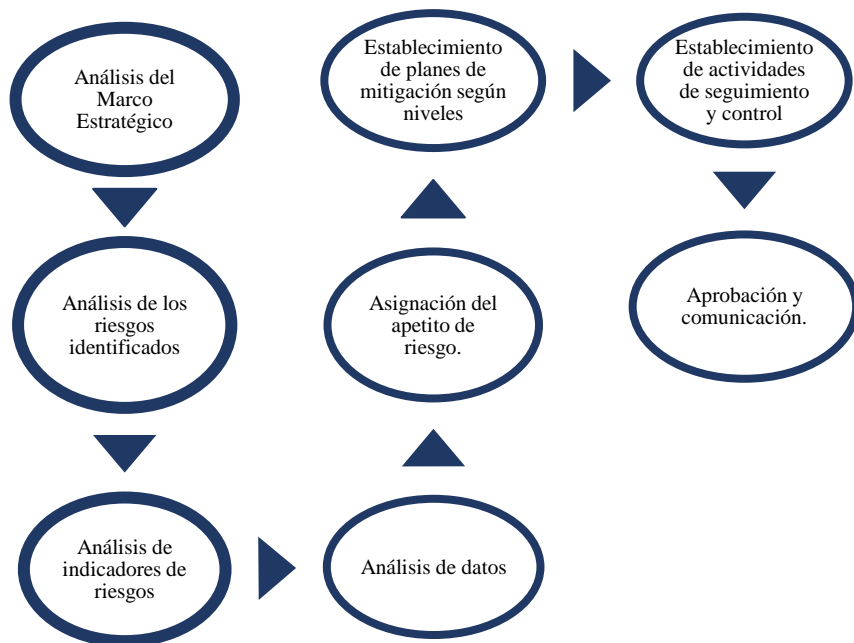 Análisis del
Marco
Estratégico
Análisis de los
riesgos
identificados
Análisis de
indicadores de
riesgos
Análisis de datos
Asignación del
apetito de
riesgo.
Establecimiento
de planes de
mitigación según
niveles
Establecimiento
de actividades
de seguimiento
y control
Aprobación y
comunicación.